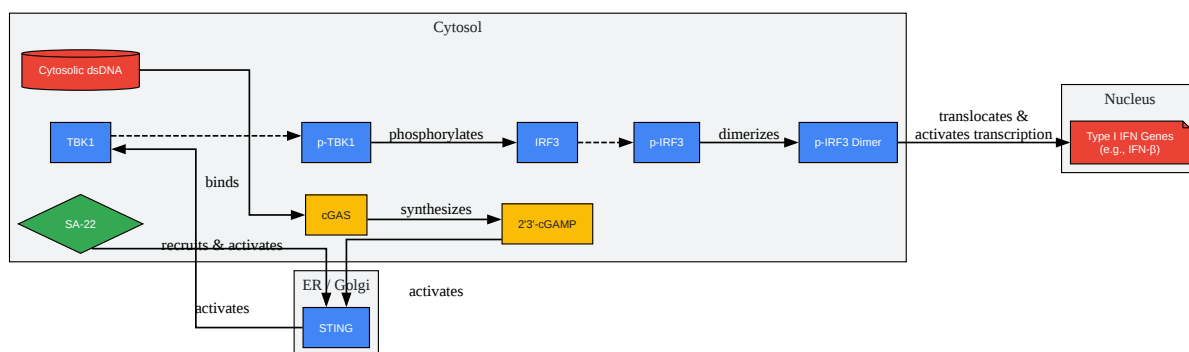 Cytosol
Cytosolic dsDNA
Nucleus
translocates &
activates transcription
Type I IFN Genes
(e.g., IFN-β)
TBK1
p-TBK1
phosphorylates
IRF3
p-IRF3
dimerizes
p-IRF3 Dimer
binds
cGAS
synthesizes
2'3'-cGAMP
SA-22
recruits & activates
ER / Golgi
activates
activates
STING